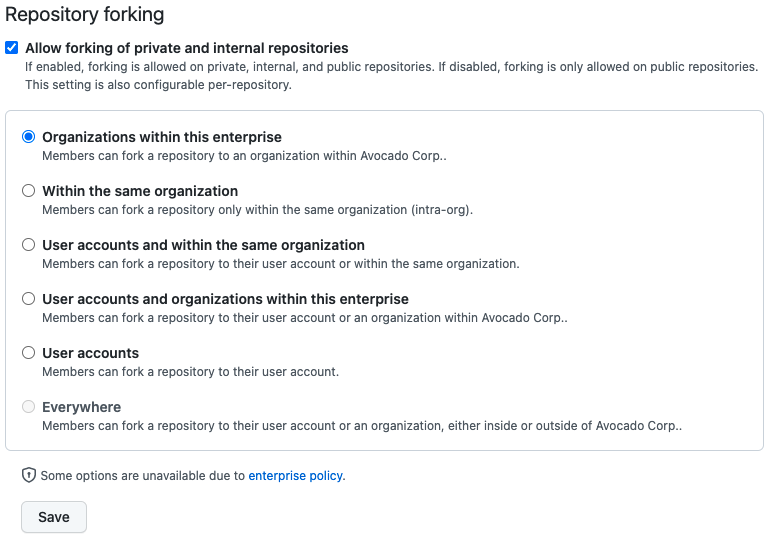 Repository forking
Allow forking of private and internal repositories
If enabled, forking is allowed on private, internal, and public repositories. If disabled, forking is only allowed on public repositories.
This setting is also configurable per-repository.
Organizations within this enterprise
Members can fork a repository to an organization within Avocado Corp..
Within the same organization
Members can fork a repository only within the same organization (intra-org).
User accounts and within the same organization
Members can fork a repository to their user account or within the same organization.
User accounts and organizations within this enterprise
Members can fork a repository to their user account or an organization within Avocado Corp..
User accounts
Members can fork a repository to their user account.
Everywhere
Members can fork a repository to their user account or an organization, either inside or outside of Avocado Corp..
Some options are unavailable due to enterprise policy.
Save